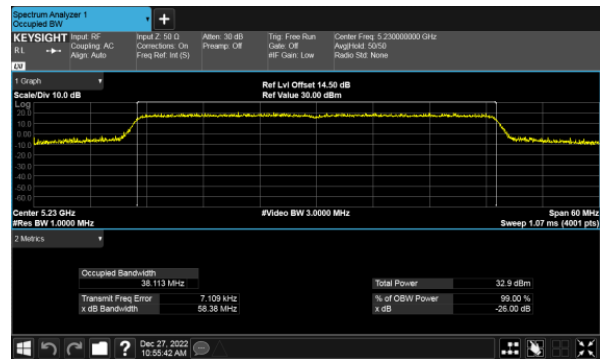 Spectrum Analyzer 1
Occupied BW
KEYSIGHT Input: RF Input Z: 50 Ω Atten: 30 dB Trig: Free Run Center Freq: 5.230000000 GHz
RL Coupling: AC Corrections: On Preamp: Off Gate: Off Avg|Hold: 50/50
Align: Auto Freq Ref: Int (S) #IF Gain: Low Radio Std: None
LXI
1 Graph
Ref Lvl Offset 14.50 dB
Scale/Div 10.0 dB Ref Value 30.00 dBm
Log
20.0
10.0
0.00
-10.0
-20.0
-30.0
-40.0
-50.0
-60.0
Center 5.23 GHz #Video BW 3.0000 MHz Span 60 MHz
#Res BW 1.0000 MHz Sweep 1.07 ms (4001 pts)
2 Metrics
Occupied Bandwidth
38.113 MHz Total Power 32.9 dBm
Transmit Freq Error 7.109 kHz % of OBW Power 99.00 %
x dB Bandwidth 58.38 MHz x dB -26.00 dB
? Dec 27, 2022
10:55:42 AM